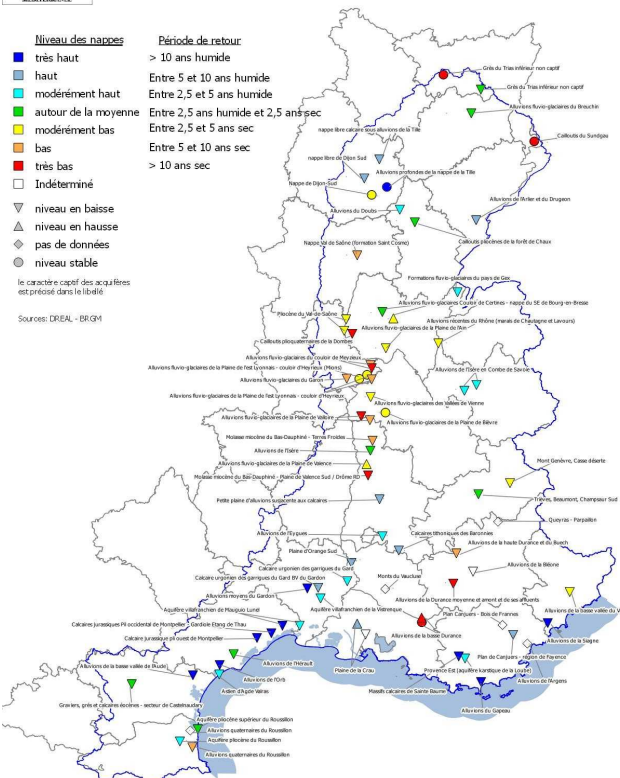 Niveau des nappes
Période de retour
très haut
> 10 ans humide
haut
Entre 5 et 10 ans humide
modérément haut
Entre 2,5 et 5 ans humide
autour de la moyenne
Entre 2,5 ans humide et 2,5 ans sec
modérément bas
Entre 2,5 et 5 ans sec
bas
Entre 5 et 10 ans sec
très bas
> 10 ans sec
Indéterminé
niveau en baisse
niveau en hausse
pas de données
niveau stable
le caractère captif des aquifères
est précisé dans le libellé
Sources: DREAL - BRGM
Grès du Trias inférieur non captif
Grès du Trias inférieur non captif
Alluvions fluvio-glaciaires du Breuchin
nappe libre calcaire sous alluvions de la Tille
Cailloutis du Sundgau
nappe libre de Dijon Sud
Alluvions profondes de la nappe de la Tille
Nappe de Dijon-Sud
Alluvions de l'Arlier et du Drugeon
Alluvions du Doubs
Cailloutis pliocènes de la forêt de Chaux
Nappe Val de Saône (formation Saint Cosme)
Formations fluvio-glaciaires du pays de Gex
Alluvions fluvio-glaciaires Couloir de Certines - nappe du SE de Bourg-en-Bresse
Pliocène du Val de Saône
Alluvions récentes du Rhône (marais de Chautagne et Lavours)
Alluvions fluvio-glaciaires de la Plaine de l'Ain
Cailloutis plioquaternaires de la Dombes
Alluvions fluvio-glaciaires du couloir de Meyzieux
Alluvions fluvio-glaciaires de la Plaine de l'est Lyonnais - couloir d'Heyrieux (Mions)
Alluvions de l'Isère en Combe de Savoie
Alluvions fluvio-glaciaires du Garon
Alluvions fluvio-glaciaires de la Plaine de l'est Lyonnais - couloir d'Heyrieux
Alluvions fluvio-glaciaires des Vallées de Vienne
Alluvions fluvio-glaciaires de la Plaine de Valloire
Alluvions fluvio-glaciaires de la Plaine de Bièvre
Molasse miocène du Bas-Dauphiné - Terres Froides
Alluvions de l'Isère
Mont Genèvre, Casse déserte
Alluvions fluvio-glaciaires de la Plaine de Valence
Molasse miocène du Bas-Dauphiné - Plaine de Valence Sud / Drôme RD
Petite plaine d'alluvions susjacente aux calcaires
Trièves, Beaumont, Champsaur Sud
Queyras - Parpaillon
Alluvions de l'Eygues
Calcaires tithoniques des Baronnies
Alluvions de la haute Durance et du Buech
Plaine d'Orange Sud
Calcaire urgonien des garrigues du Gard
Alluvions de la Bléone
Calcaire urgonien des garrigues du Gard BV du Gardon
Monts du Vaucluse
Alluvions moyens du Gardon
Alluvions de la Durance moyenne et amont et de ses affluents
Aquifère villafranchien de Mauguio Lunel
Aquifère villafranchien de la Vistrenque
Plan Canjuers - Bois de Frannes
Alluvions de la basse vallée du V
Calcaires jurassiques Pli occidental de Montpellier - Gardiole Etang de Thau
Calcaire jurassique pli ouest de Montpellier
Alluvions de la basse Durance
Alluvions de la Siagne
Alluvions de la basse vallée de l'Aude
Alluvions de l'Hérault
Plaine de la Crau
Plan de Canjuers - région de Fayence
Provence Est (aquifère karstique de la Loube)
Alluvions de l'Orb
Alluvions de l'Argens
Astien d'Agde Valras
Massifs calcaires de Sainte Baume
Graviers, grès et calcaires éocènes - secteur de Castelnaudary
Alluvions du Gapeau
Aquifère pliocène supérieur du Roussillon
Alluvions quaternaires du Roussillon
Aquifère pliocène du Roussillon
Alluvions quaternaires du Roussillon